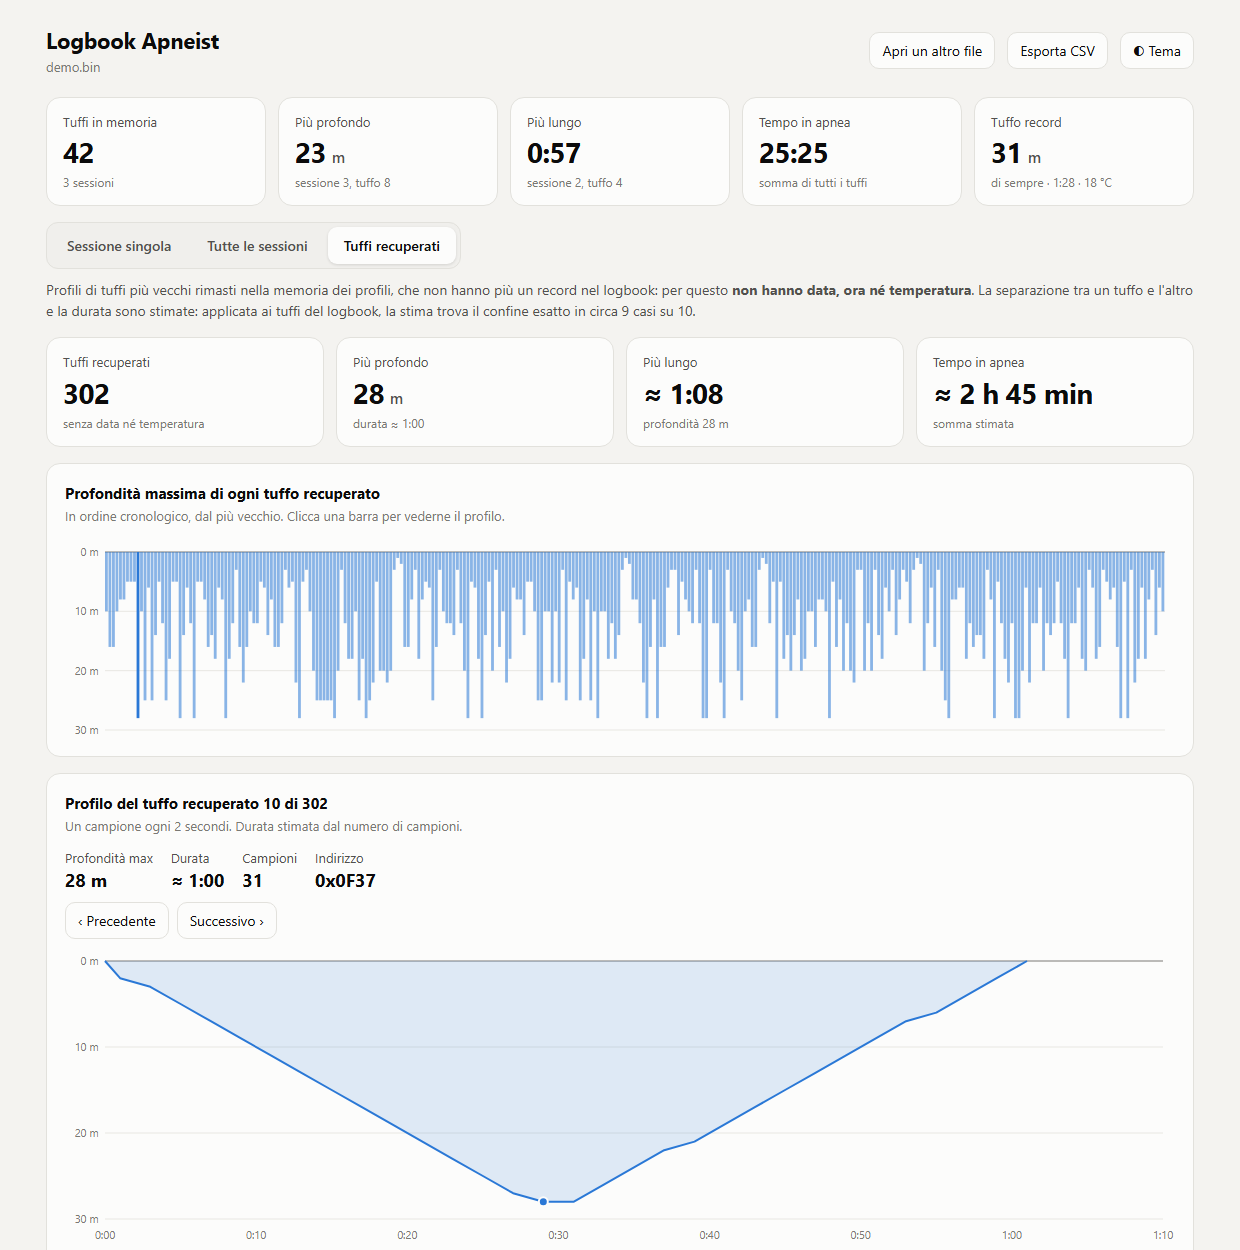 Logbook Apneist
demo.bin
Apri un altro file
Esporta CSV
◐ Tema
Tuffi in memoria
42
3 sessioni
Più profondo
23 m
sessione 3, tuffo 8
Più lungo
0:57
sessione 2, tuffo 4
Tempo in apnea
25:25
somma di tutti i tuffi
Tuffo record
31 m
di sempre · 1:28 · 18 °C
Sessione singola
Tutte le sessioni
Tuffi recuperati
Profili di tuffi più vecchi rimasti nella memoria dei profili, che non hanno più un record nel logbook: per questo non hanno data, ora né temperatura. La separazione tra un tuffo e l'altro
e la durata sono stimate: applicata ai tuffi del logbook, la stima trova il confine esatto in circa 9 casi su 10.
Tuffi recuperati
302
senza data né temperatura
Più profondo
28 m
durata ≈ 1:00
Più lungo
≈ 1:08
profondità 28 m
Tempo in apnea
≈ 2 h 45 min
somma stimata
Profondità massima di ogni tuffo recuperato
In ordine cronologico, dal più vecchio. Clicca una barra per vederne il profilo.
0 m
10 m
20 m
30 m
Profilo del tuffo recuperato 10 di 302
Un campione ogni 2 secondi. Durata stimata dal numero di campioni.
Profondità max
28 m
Durata
≈ 1:00
Campioni
31
Indirizzo
0x0F37
‹ Precedente
Successivo ›
0 m
10 m
20 m
30 m
0:00 0:10 0:20 0:30 0:40 0:50 1:00 1:10